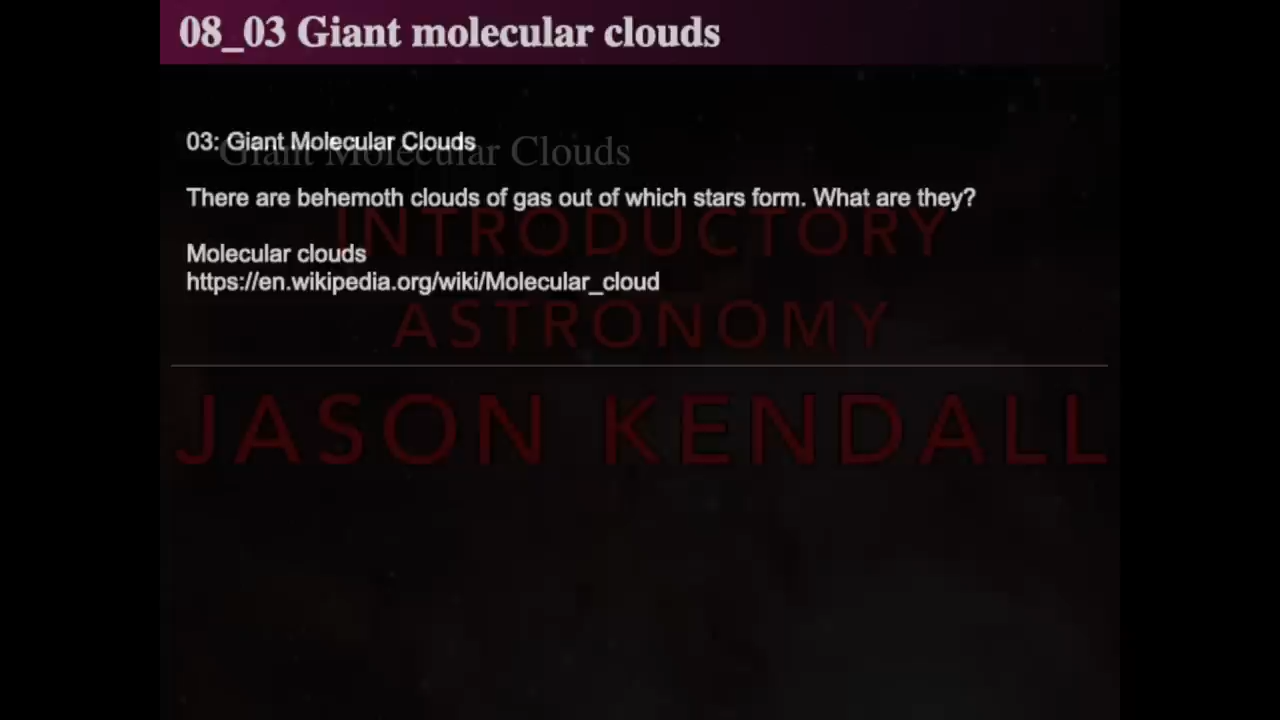 08_03 Giant molecular clouds
03: Giant Molecular Clouds
Giant Molecular Clouds
There are behemoth clouds of gas out of which stars form. What are they?
INTRODUCTORY
Molecular clouds
https://en.wikipedia.org/wiki/Molecular_cloud
ASTRONOMY
JASON KENDALL